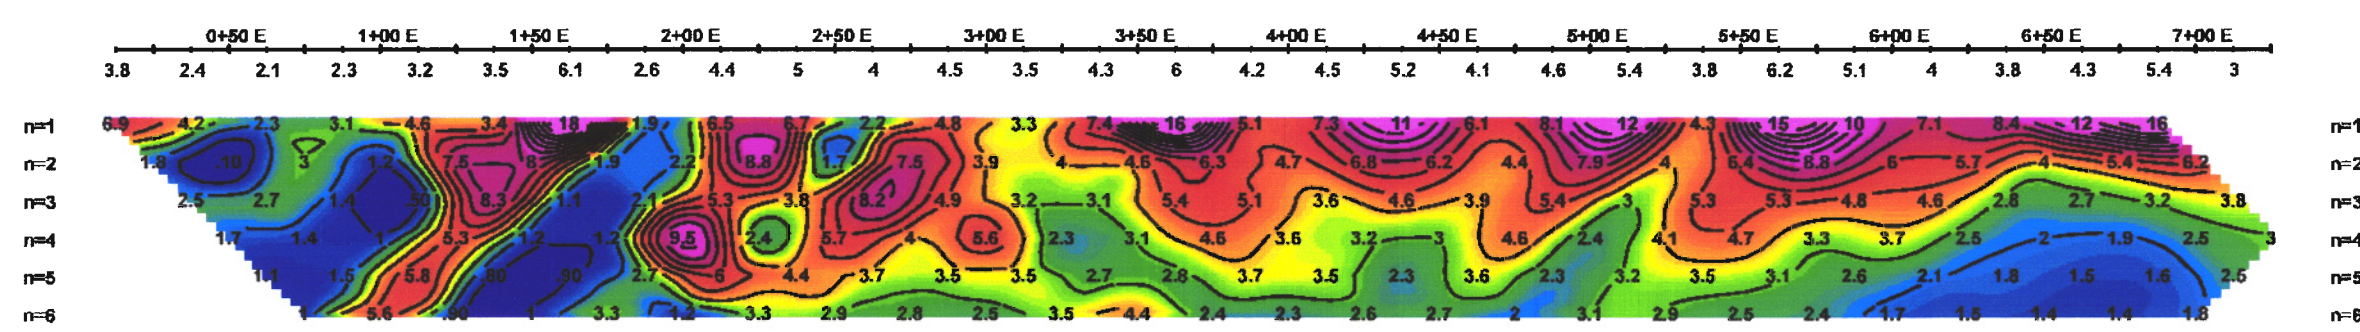 0+50 E 1+00 E 1+50 E 2+00 E 2+50 E 3+00 E 3+50 E 4+00 E 4+50 E 5+00 E 5+50 E 6+00 E 6+50 E 7+00 E
3.8 2.4 2.1 2.3 3.2 3.5 6.1 2.6 4.4 5 4 4.5 3.5 4.3 6 4.2 4.5 5.2 4.1 4.6 5.4 3.8 6.2 5.1 4 3.8 4.3 5.4 3
n=1 6.9 4.2 2.3 3.1 4.6 3.4 18 1.9 6.5 6.7 2.2 4.8 3.3 7.4 16 5.1 7.3 11 6.1 8.1 12 4.3 15 10 7.1 8.4 12 16 n=1
n=2 1.8 .10 3 1.2 7.5 8 1.9 2.2 8.8 1.7 7.5 3.9 4 4.6 6.3 4.7 6.8 6.2 4.4 7.9 4 6.4 8.8 6 5.7 4 5.4 6.2 n=2
n=3 2.5 2.7 1.4 .50 8.3 1.1 2.1 5.3 3.8 8.2 4.9 3.2 3.1 5.4 5.1 3.6 4.6 3.9 5.4 3 5.3 5.3 4.8 4.6 2.8 2.7 3.2 3.8 n=3
n=4 1.7 1.4 1 5.3 1.2 1.2 9.5 2.4 5.7 4 5.6 2.3 3.1 4.6 3.6 3.2 3 4.6 2.4 4.1 4.7 3.3 3.7 2.5 2 1.9 2.5 3 n=4
n=5 1.1 1.5 5.8 .80 .90 2.7 6 4.4 3.7 3.5 3.5 2.7 2.8 3.7 3.5 2.3 3.6 2.3 3.2 3.5 3.1 2.6 2.1 1.8 1.5 1.6 2.5 n=5
n=6 1 5.6 .90 1 3.3 1.2 3.3 2.9 2.8 2.5 3.5 4.4 2.4 2.3 2.6 2.7 2 3.1 2.9 2.5 2.4 1.7 1.5 1.4 1.4 1.8 n=6